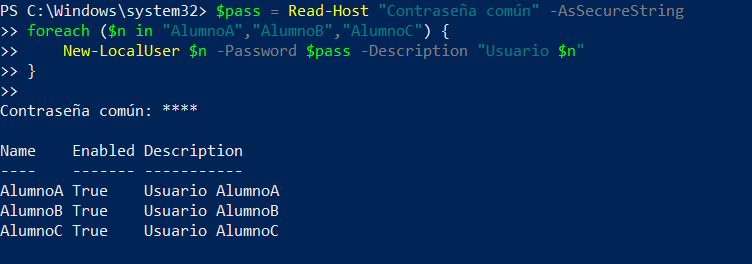 PS C:\Windows\system32> $pass = Read-Host "Contraseña común" -AsSecureString
>> foreach ($n in "AlumnoA","AlumnoB","AlumnoC") {
>>     New-LocalUser $n -Password $pass -Description "Usuario $n"
>> }
>>
Contraseña común: ****

Name    Enabled Description
----    ------- -----------
AlumnoA True    Usuario AlumnoA
AlumnoB True    Usuario AlumnoB
AlumnoC True    Usuario AlumnoC